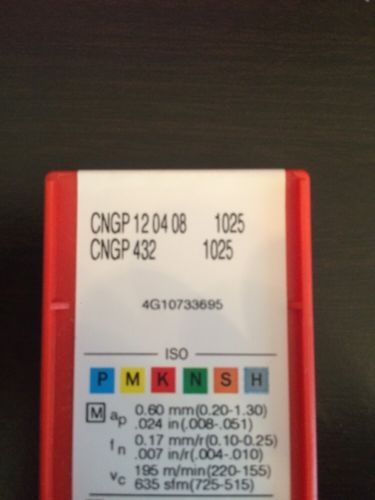 CNGP 12 04 08 1025
CNGP 432 1025
4G10733695
ISO
P M K N S H
M ap 0.60 mm(0.20-1.30)
.024 in(.008-.051)
fn 0.17 mm/r(0.10-0.25)
.007 in/r(.004-.010)
vc 195 m/min(220-155)
635 sfm(725-515)